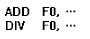 ADD F0, ···
DIV F0, ···